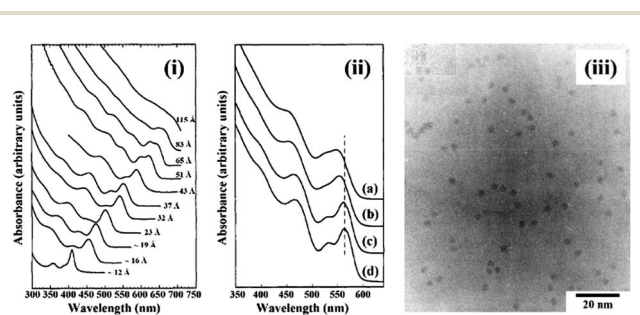 (i)
Absorbance (arbitrary units)
115 Å
83 Å
65 Å
51 Å
43 Å
37 Å
32 Å
23 Å
~ 19 Å
~ 16 Å
~ 12 Å
300 350 400 450 500 550 600 650 700 750
Wavelength (nm)
(ii)
Absorbance (arbitrary units)
(a)
(b)
(c)
(d)
350 400 450 500 550 600
Wavelength (nm)
(iii)
20 nm